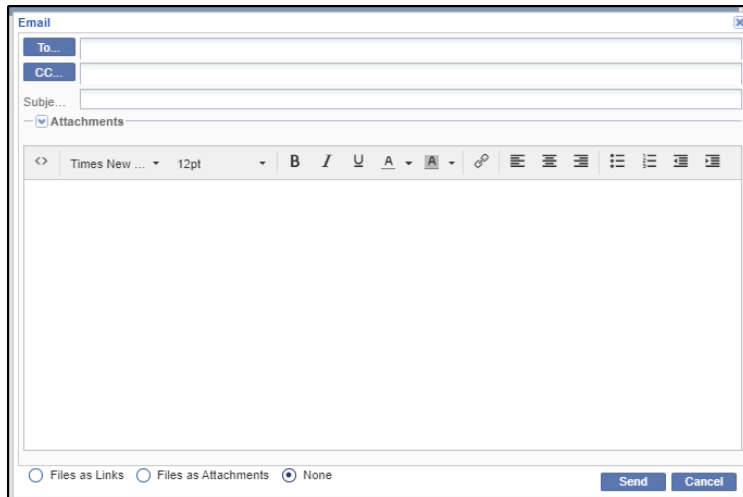 Email
To...
CC...
Subje...
Attachments
Times New ... 12pt B I U A A
Files as Links Files as Attachments None
Send Cancel